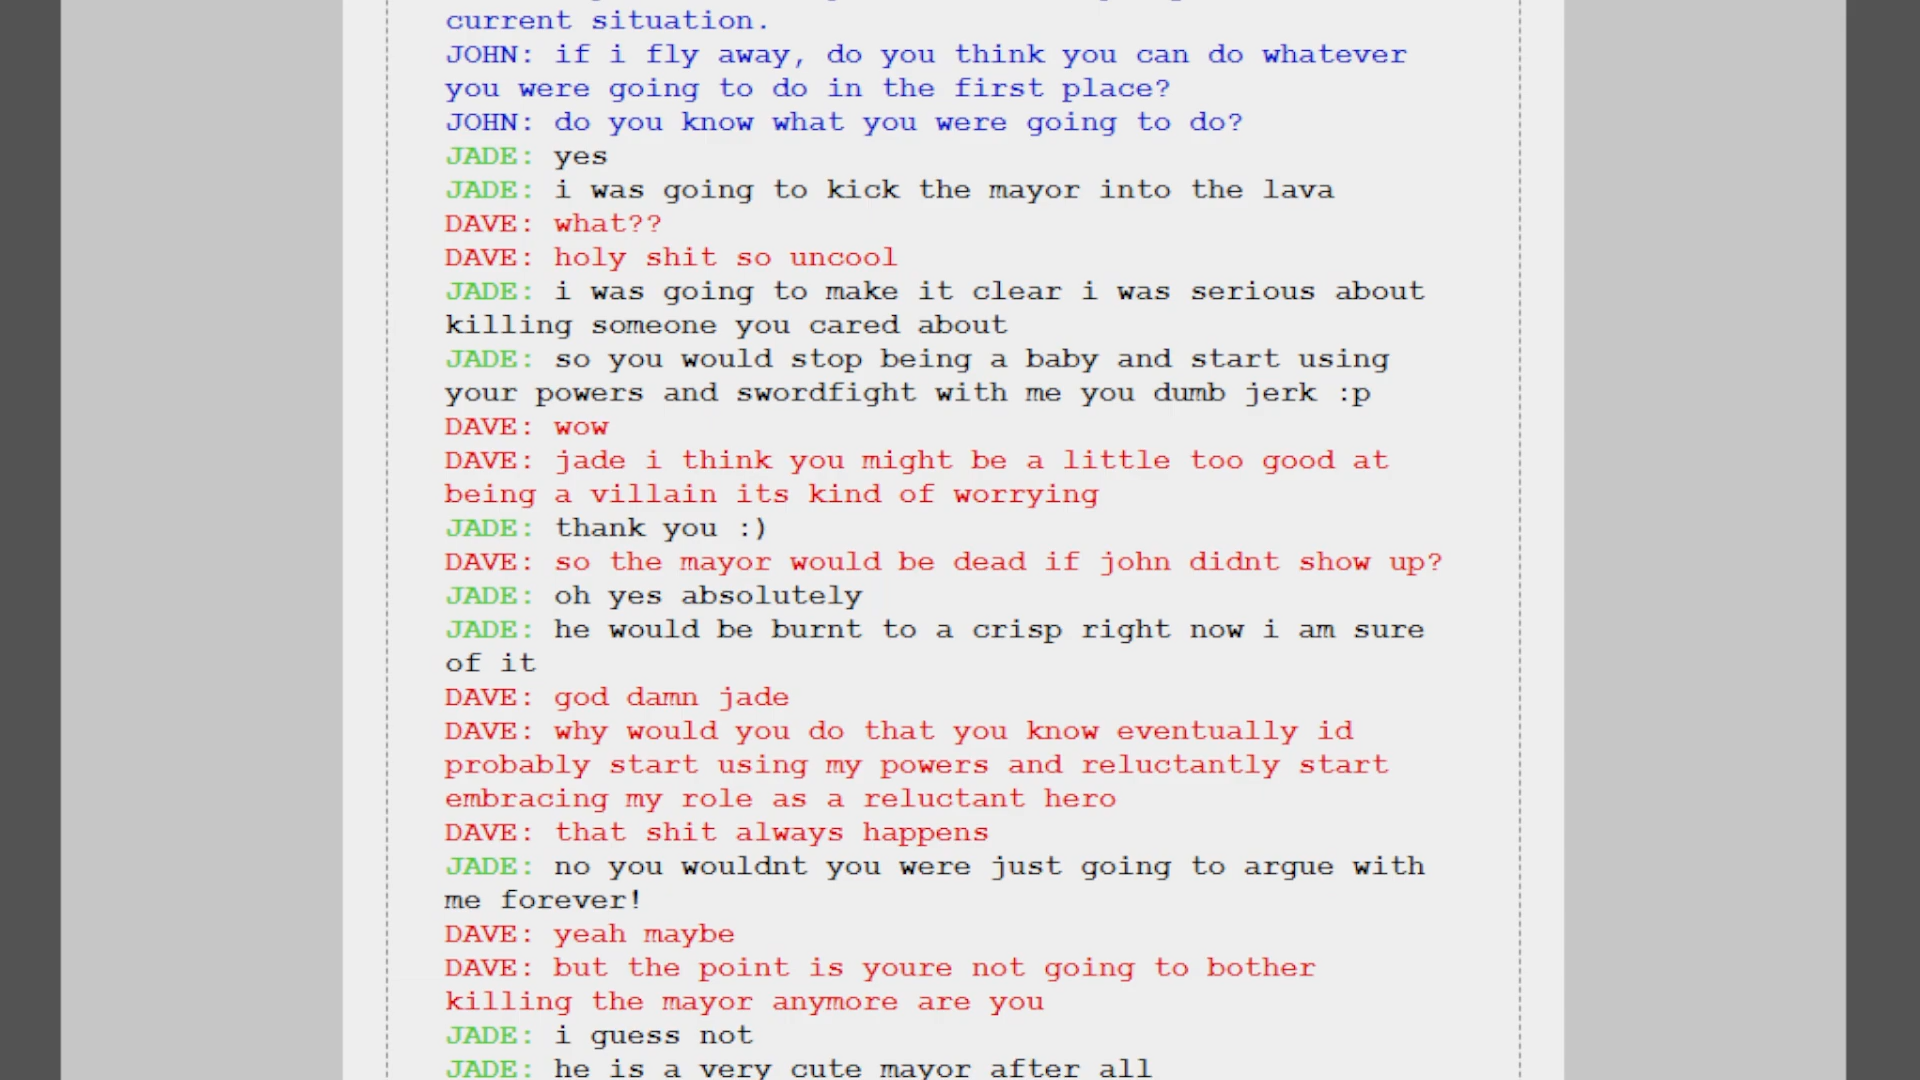 current situation.
JOHN: if i fly away, do you think you can do whatever
you were going to do in the first place?
JOHN: do you know what you were going to do?
JADE: yes
JADE: i was going to kick the mayor into the lava
DAVE: what??
DAVE: holy shit so uncool
JADE: i was going to make it clear i was serious about
killing someone you cared about
JADE: so you would stop being a baby and start using
your powers and swordfight with me you dumb jerk :p
DAVE: wow
DAVE: jade i think you might be a little too good at
being a villain its kind of worrying
JADE: thank you :)
DAVE: so the mayor would be dead if john didnt show up?
JADE: oh yes absolutely
JADE: he would be burnt to a crisp right now i am sure
of it
DAVE: god damn jade
DAVE: why would you do that you know eventually id
probably start using my powers and reluctantly start
embracing my role as a reluctant hero
DAVE: that shit always happens
JADE: no you wouldnt you were just going to argue with
me forever!
DAVE: yeah maybe
DAVE: but the point is youre not going to bother
killing the mayor anymore are you
JADE: i guess not
JADE: he is a very cute mayor after all